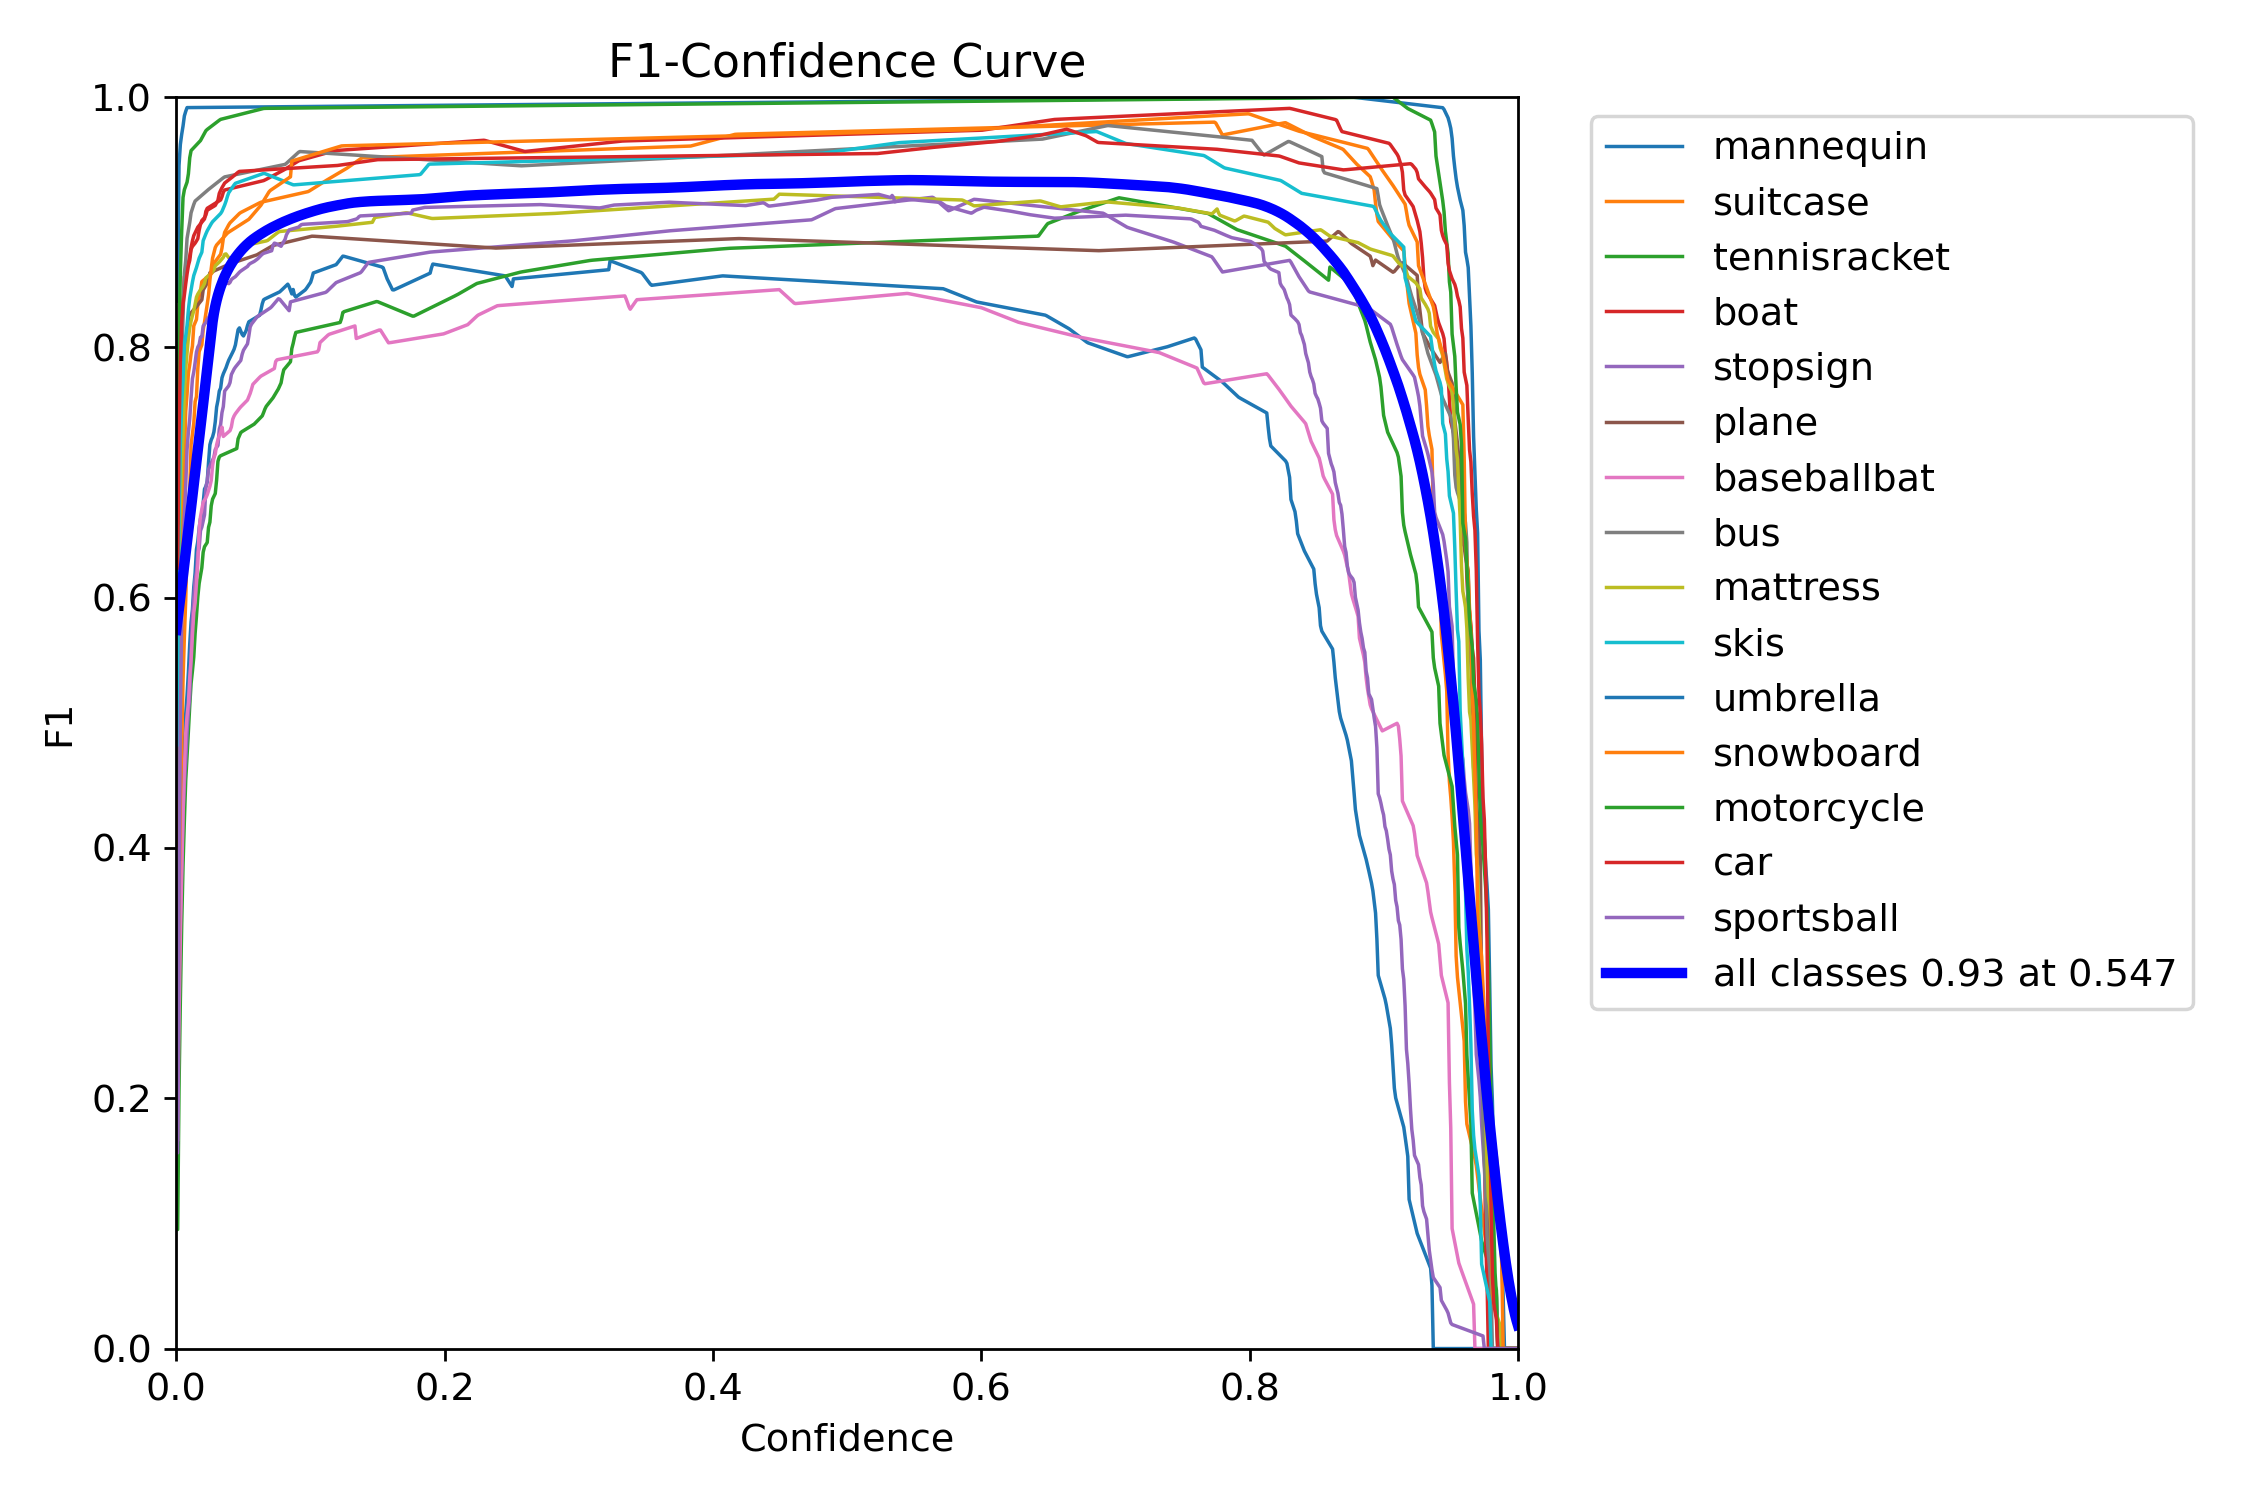 F1-Confidence Curve
1.0
0.8
0.6
0.4
0.2
0.0
F1
0.0 0.2 0.4 0.6 0.8 1.0
Confidence
mannequin
suitcase
tennisracket
boat
stopsign
plane
baseballbat
bus
mattress
skis
umbrella
snowboard
motorcycle
car
sportsball
all classes 0.93 at 0.547